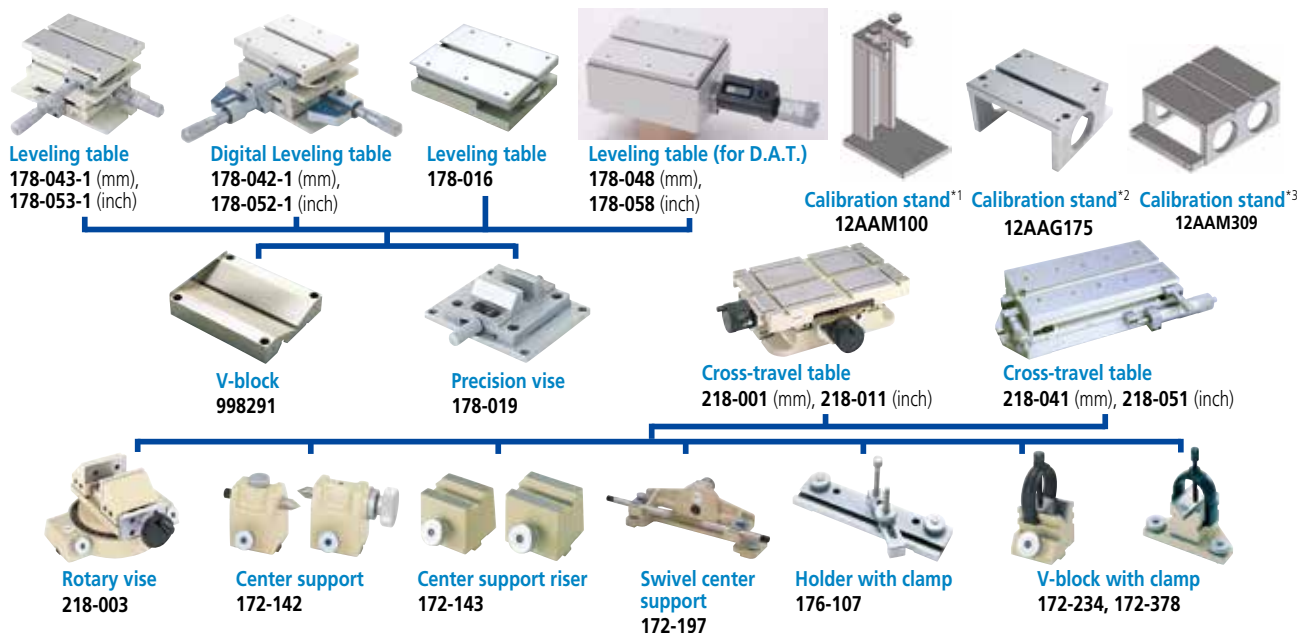 Leveling table
178-043-1 (mm),
178-053-1 (inch)
Digital Leveling table
178-042-1 (mm),
178-052-1 (inch)
Leveling table
178-016
Leveling table (for D.A.T.)
178-048 (mm),
178-058 (inch)
Calibration stand*1
12AAM100
Calibration stand*2
12AAG175
Calibration stand*3
12AAM309
V-block
998291
Precision vise
178-019
Cross-travel table
218-001 (mm), 218-011 (inch)
Cross-travel table
218-041 (mm), 218-051 (inch)
Rotary vise
218-003
Center support
172-142
Center support riser
172-143
Swivel center
support
172-197
Holder with clamp
176-107
V-block with clamp
172-234, 172-378